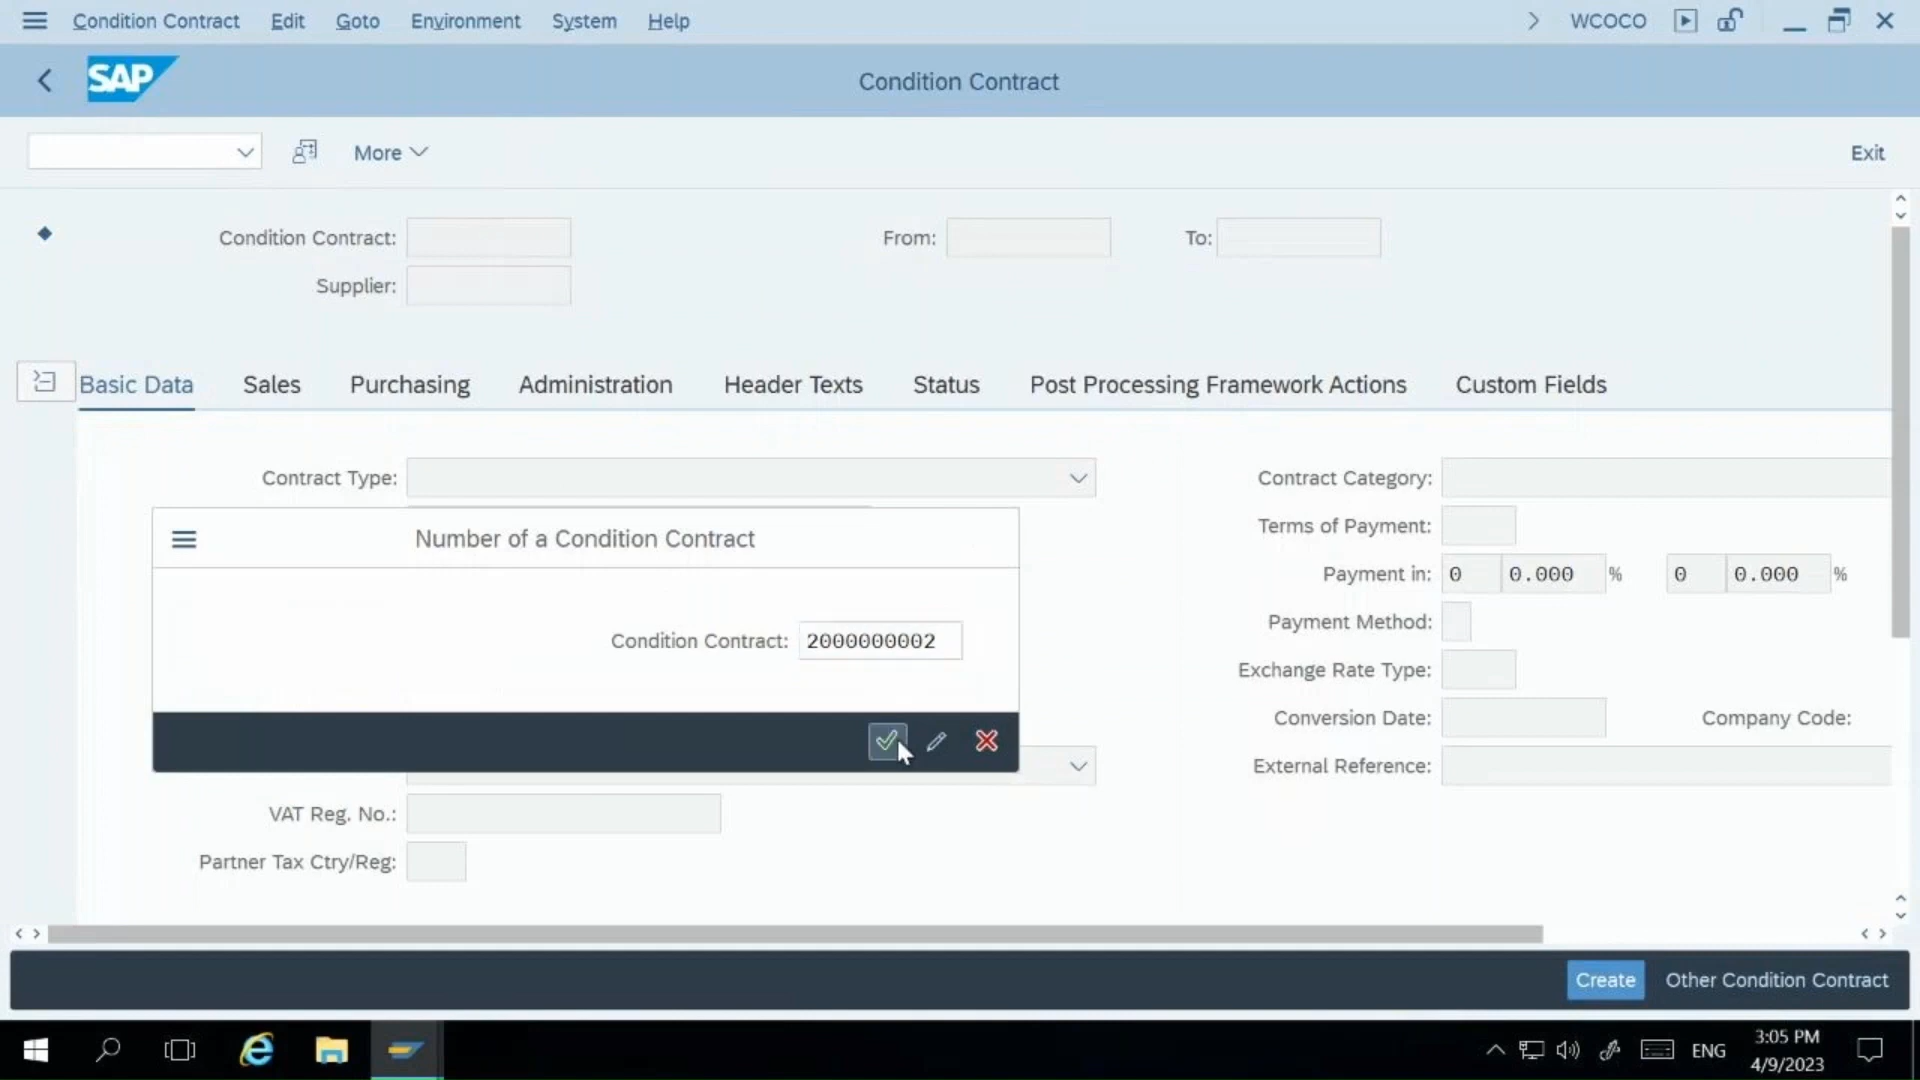 Condition Contract Edit Goto Environment System Help WCOCO
SAP Condition Contract
More Exit
Condition Contract: From: To:
Supplier:
Basic Data Sales Purchasing Administration Header Texts Status Post Processing Framework Actions Custom Fields
Contract Type: Contract Category:
Number of a Condition Contract
Terms of Payment:
Payment in: 0 0.000 % 0 0.000 %
Payment Method:
Condition Contract: 2000000002
Exchange Rate Type:
Conversion Date: Company Code:
External Reference:
VAT Reg. No.:
Partner Tax Ctry/Reg:
Create Other Condition Contract
ENG 3:05 PM
4/9/2023